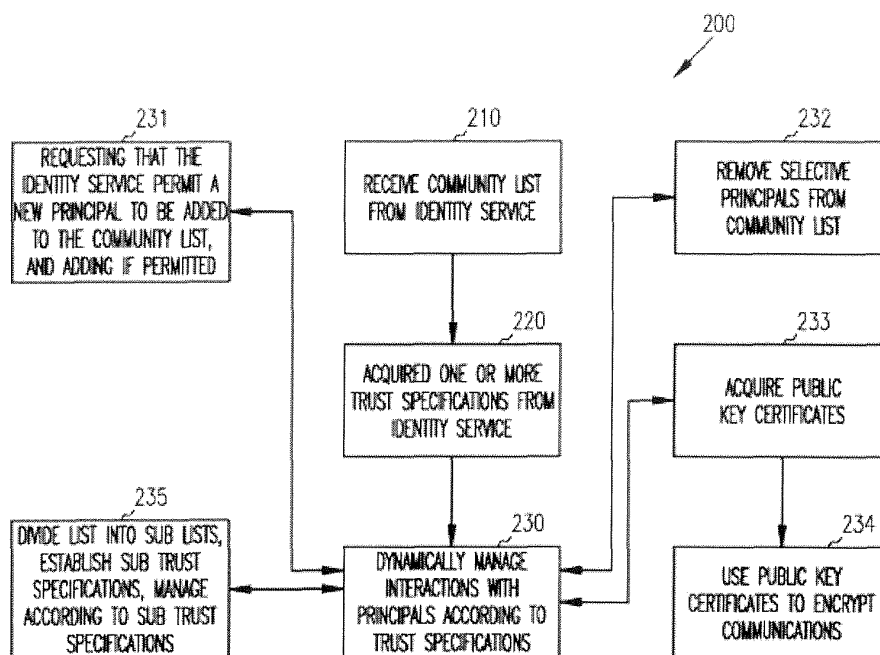 200
231
REQUESTING THAT THE
IDENTITY SERVICE PERMIT A
NEW PRINCIPAL TO BE ADDED
TO THE COMMUNITY LIST,
AND ADDING IF PERMITTED
210
RECEIVE COMMUNITY LIST
FROM IDENTITY SERVICE
232
REMOVE SELECTIVE
PRINCIPALS FROM
COMMUNITY LIST
220
ACQUIRED ONE OR MORE
TRUST SPECIFICATIONS FROM
IDENTITY SERVICE
233
ACQUIRE PUBLIC
KEY CERTIFICATES
235
DIVIDE LIST INTO SUB LISTS,
ESTABLISH SUB TRUST
SPECIFICATIONS, MANAGE
ACCORDING TO SUB TRUST
SPECIFICATIONS
230
DYNAMICALLY MANAGE
INTERACTIONS WITH
PRINCIPALS ACCORDING TO
TRUST SPECIFICATIONS
234
USE PUBLIC KEY
CERTIFICATES TO ENCRYPT
COMMUNICATIONS